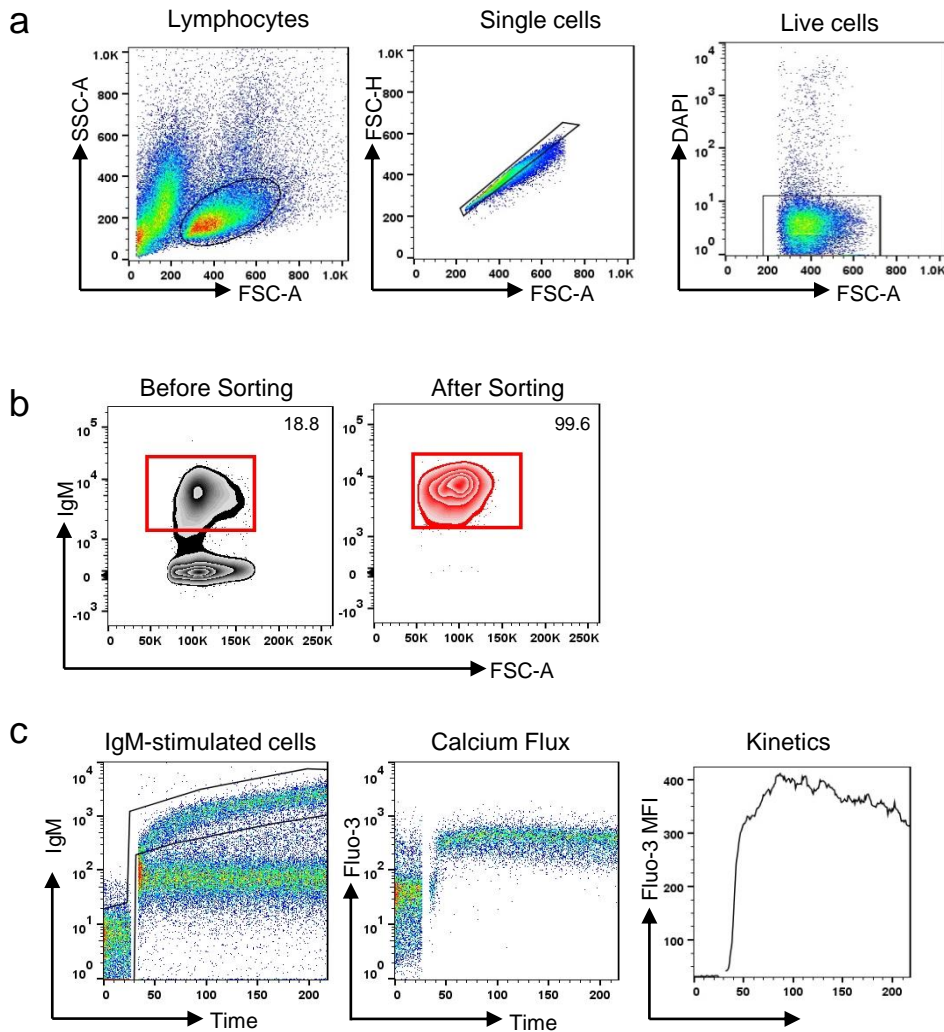 a
Lymphocytes
Single cells
Live cells
SSC-A
1.0K
800
600
400
200
0
0 200 400 600 800 1.0K
FSC-A
FSC-H
1.0K
800
600
400
200
0
0 200 400 600 800 1.0K
FSC-A
DAPI
10^4
10^3
10^2
10^1
10^0
0 200 400 600 800 1.0K
FSC-A
b
Before Sorting
After Sorting
IgM
18.8
10^5
10^4
10^3
0
-10^3
0 50K 100K 150K 200K 250K
99.6
10^5
10^4
10^3
0
-10^3
0 50K 100K 150K 200K 250K
FSC-A
c
IgM-stimulated cells
Calcium Flux
Kinetics
IgM
10^4
10^3
10^2
10^1
10^0
0 50 100 150 200
Time
Fluo-3
10^4
10^3
10^2
10^1
10^0
0 50 100 150 200
Time
Fluo-3 MFI
400
300
200
100
0 50 100 150 200